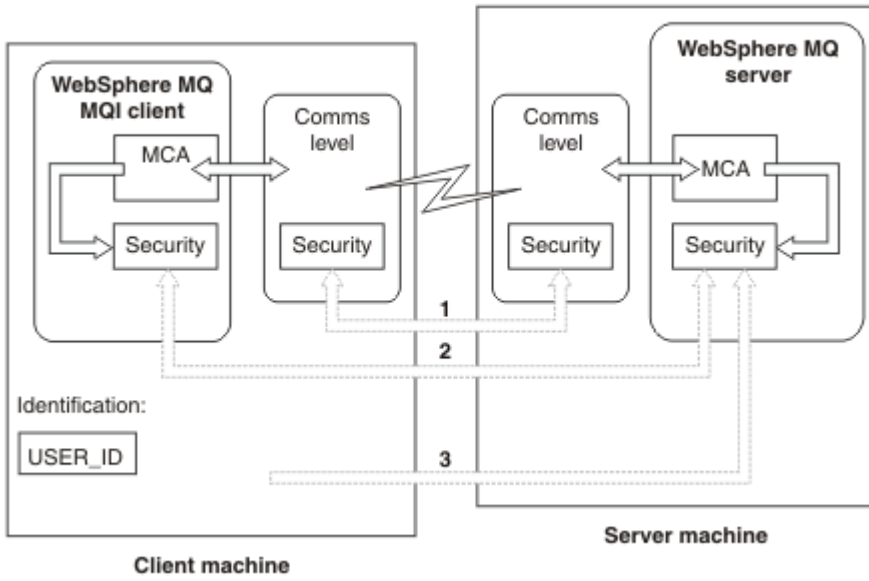 WebSphere MQ
MQI client
MCA
Security
Comms
level
Security
Comms
level
Security
WebSphere MQ
server
MCA
Security
1
2
3
Identification:
USER_ID
Client machine
Server machine